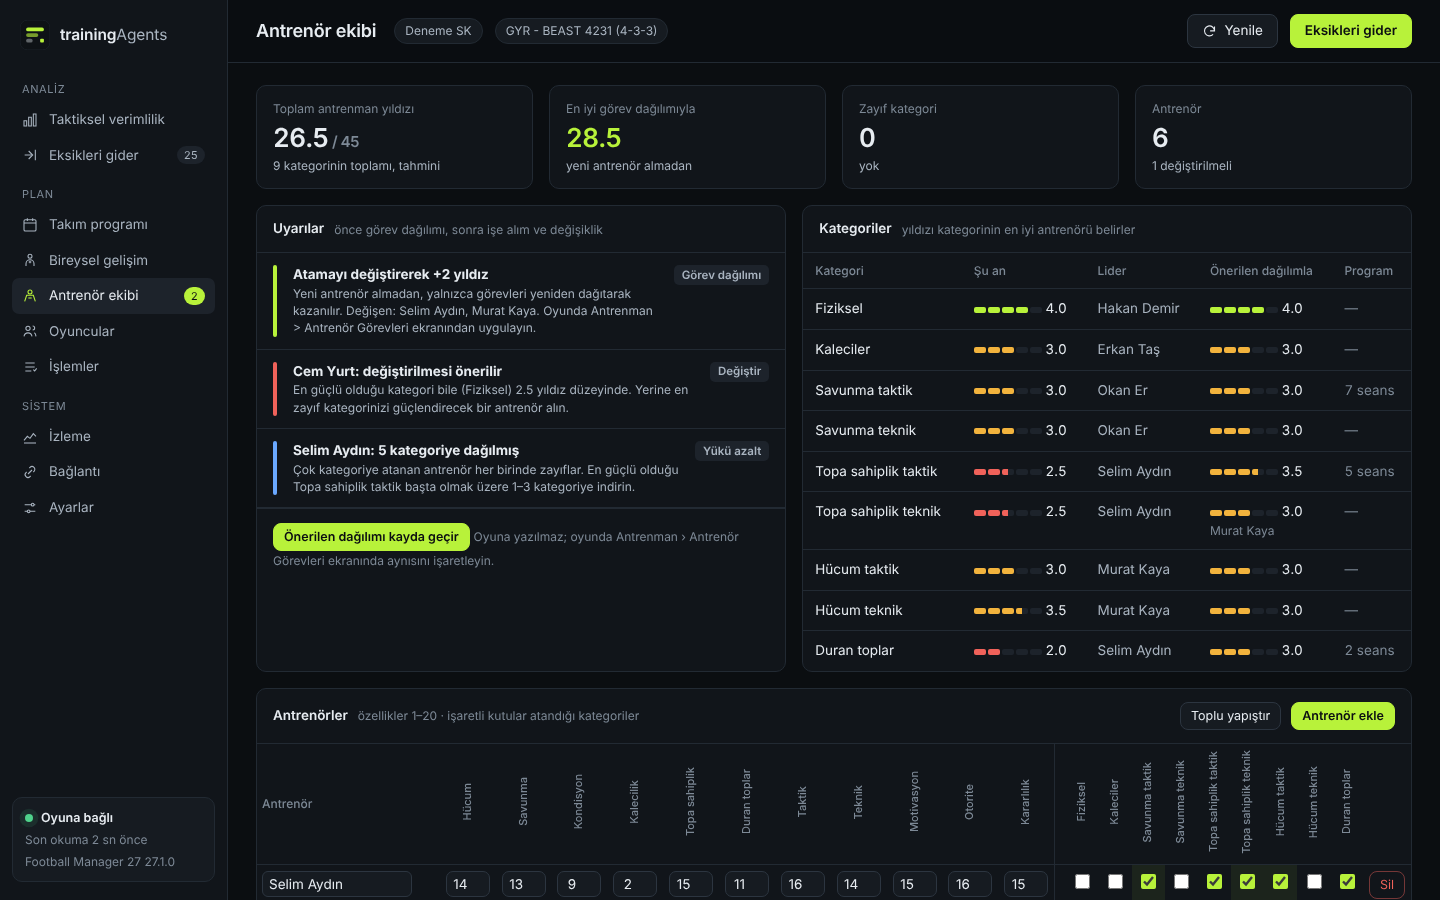 trainingAgents
ANALİZ
Taktiksel verimlilik
Eksikleri gider 25
PLAN
Takım programı
Bireysel gelişim
Antrenör ekibi 2
Oyuncular
İşlemler
SİSTEM
İzleme
Bağlantı
Ayarlar
Oyuna bağlı
Son okuma 2 sn önce
Football Manager 27 27.1.0
Antrenör ekibi Deneme SK GYR - BEAST 4231 (4-3-3) Yenile Eksikleri gider
Toplam antrenman yıldızı
26.5 / 45
9 kategorinin toplamı, tahmini
En iyi görev dağılımıyla
28.5
yeni antrenör almadan
Zayıf kategori
0
yok
Antrenör
6
1 değiştirilmeli
Uyarılar önce görev dağılımı, sonra işe alım ve değişiklik
Atamayı değiştirerek +2 yıldız Görev dağılımı
Yeni antrenör almadan, yalnızca görevleri yeniden dağıtarak
kazanılır. Değişen: Selim Aydın, Murat Kaya. Oyunda Antrenman
> Antrenör Görevleri ekranından uygulayın.
Cem Yurt: değiştirilmesi önerilir Değiştir
En güçlü olduğu kategori bile (Fiziksel) 2.5 yıldız düzeyinde. Yerine en
zayıf kategorinizi güçlendirecek bir antrenör alın.
Selim Aydın: 5 kategoriye dağılmış Yükü azalt
Çok kategoriye atanan antrenör her birinde zayıflar. En güçlü olduğu
Topa sahiplik taktik başta olmak üzere 1–3 kategoriye indirin.
Önerilen dağılımı kayda geçir Oyuna yazılmaz; oyunda Antrenman › Antrenör
Görevleri ekranında aynısını işaretleyin.
Kategoriler yıldızı kategorinin en iyi antrenörü belirler
Kategori Şu an Lider Önerilen dağılımla Program
Fiziksel 4.0 Hakan Demir 4.0 —
Kaleciler 3.0 Erkan Taş 3.0 —
Savunma taktik 3.0 Okan Er 3.0 7 seans
Savunma teknik 3.0 Okan Er 3.0 —
Topa sahiplik taktik 2.5 Selim Aydın 3.5 5 seans
Topa sahiplik teknik 2.5 Selim Aydın 3.0 —
Murat Kaya
Hücum taktik 3.0 Murat Kaya 3.0 —
Hücum teknik 3.5 Murat Kaya 3.0 —
Duran toplar 2.0 Selim Aydın 3.0 2 seans
Antrenörler özellikler 1–20 · işaretli kutular atandığı kategoriler Toplu yapıştır Antrenör ekle
Antrenör Hücum Savunma Kondisyon Kalecilik Topa sahiplik Duran toplar Taktik Teknik Motivasyon Otorite Kararlılık Fiziksel Kaleciler Savunma taktik Savunma teknik Topa sahiplik taktik Topa sahiplik teknik Hücum taktik Hücum teknik Duran toplar
Selim Aydın 14 13 9 2 15 11 16 14 15 16 15 Sil